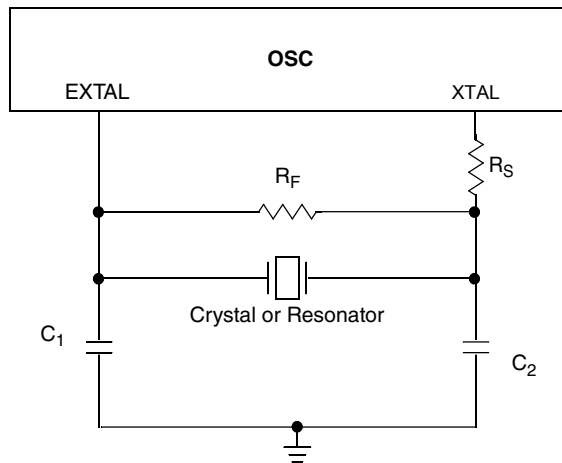 OSC
EXTAL
XTAL
R_S
R_F
Crystal or Resonator
C_1
C_2